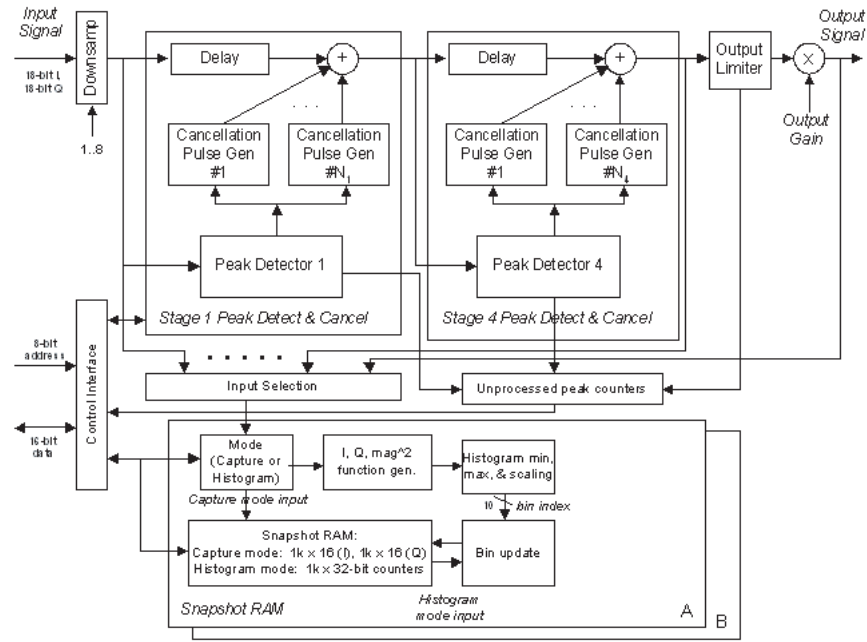 Input
Signal
18-bit I,
18-bit Q
Downsamp
1..8
Delay
+
. . .
Cancellation
Pulse Gen
#1
Cancellation
Pulse Gen
#N1
Peak Detector 1
Stage 1 Peak Detect & Cancel
Delay
+
. . .
Cancellation
Pulse Gen
#1
Cancellation
Pulse Gen
#N4
Peak Detector 4
Stage 4 Peak Detect & Cancel
Output
Limiter
×
Output
Signal
Output
Gain
8-bit
address
16-bit
data
Control Interface
. . . . .
Input Selection
Unprocessed peak counters
Mode
(Capture or
Histogram)
I, Q, mag^2
function gen.
Histogram min,
max, & scaling
Capture mode input
10
bin index
Snapshot RAM:
Capture mode: 1k x 16 (I), 1k x 16 (Q)
Histogram mode: 1k x 32-bit counters
Bin update
Snapshot RAM
Histogram
mode input
A
B